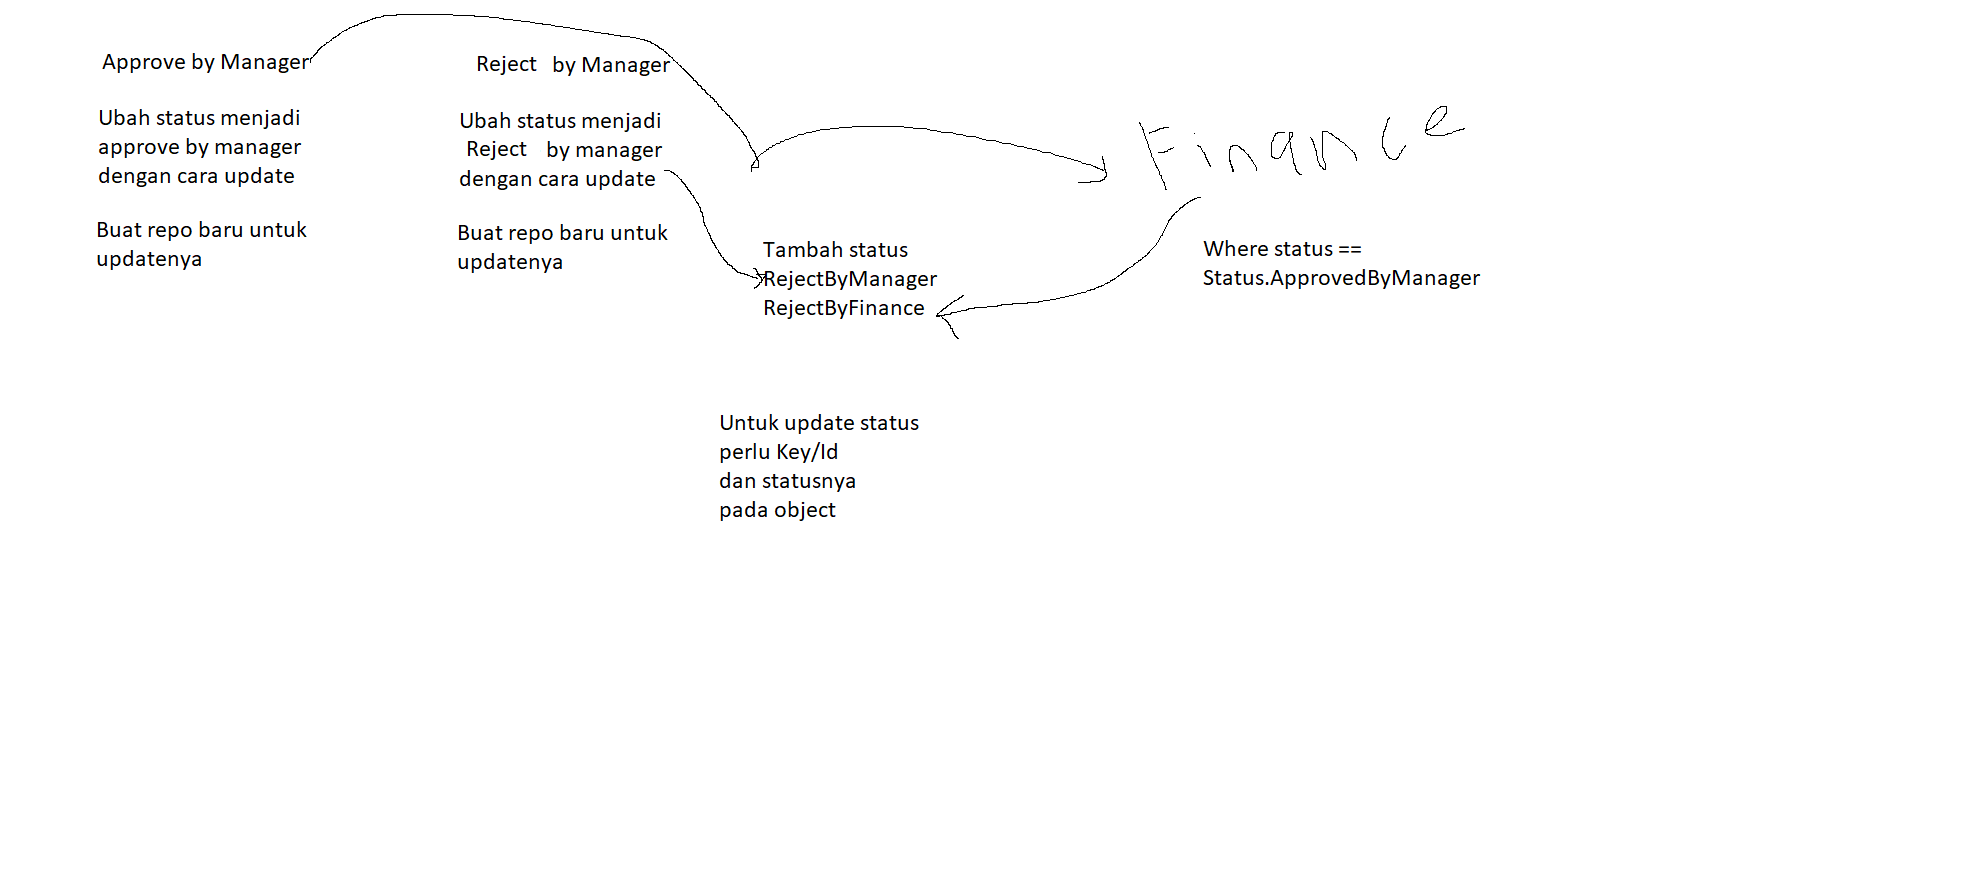 Approve by Manager
Ubah status menjadi
approve by manager
dengan cara update
Buat repo baru untuk
updatenya
Reject by Manager
Ubah status menjadi
Reject by manager
dengan cara update
Buat repo baru untuk
updatenya
Tambah status
RejectByManager
RejectByFinance
Finance
Where status ==
Status.ApprovedByManager
Untuk update status
perlu Key/Id
dan statusnya
pada object